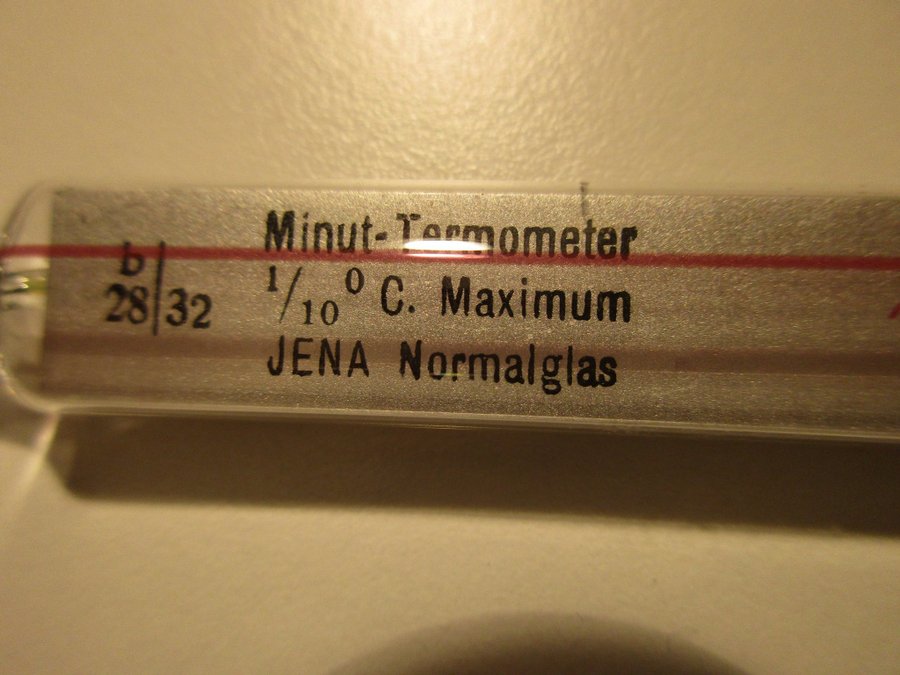 b
28|32
Minut-Termometer
1/10 0 C. Maximum
JENA Normalglas